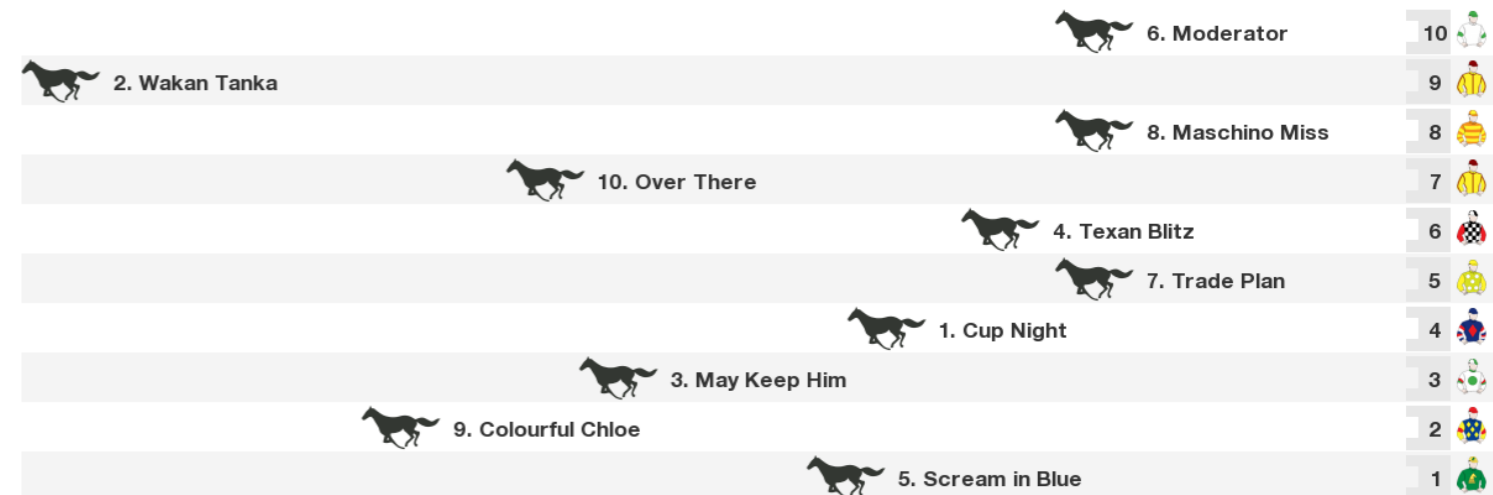 6. Moderator 10
2. Wakan Tanka 9
8. Maschino Miss 8
10. Over There 7
4. Texan Blitz 6
7. Trade Plan 5
1. Cup Night 4
3. May Keep Him 3
9. Colourful Chloe 2
5. Scream in Blue 1